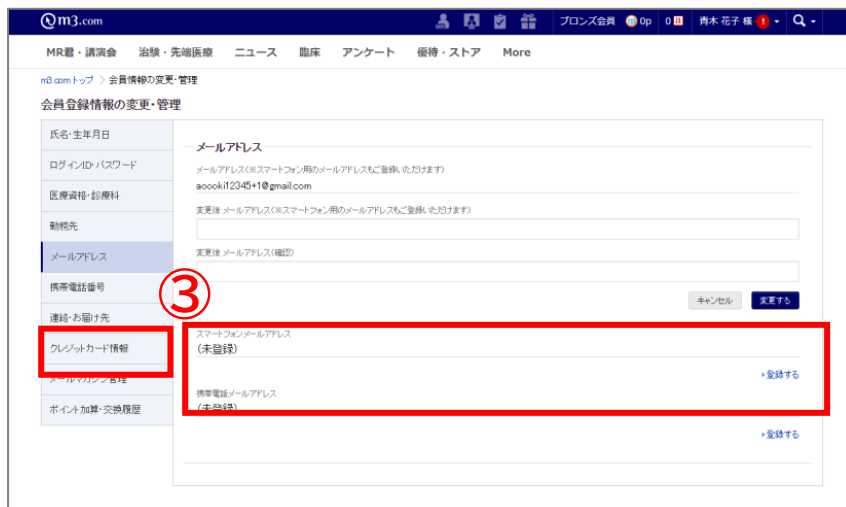 m3.com
ブロンズ会員 0p 0 青木 花子 様 !
MR君・講演会 治験・先端医療 ニュース 臨床 アンケート 優待・ストア More
m3.comトップ > 会員情報の変更・管理
会員登録情報の変更・管理
氏名・生年月日
ログインID・パスワード
医療資格・診療科
勤務先
メールアドレス
携帯電話番号
連絡・お届け先
クレジットカード情報
メールマガジン管理
ポイント加算・交換履歴
メールアドレス
メールアドレス(※スマートフォン用のメールアドレスもご登録いただけます)
aoooki12345+1@gmail.com
変更後 メールアドレス(※スマートフォン用のメールアドレスもご登録いただけます)
変更後 メールアドレス(確認)
キャンセル 変更する
③
スマートフォンメールアドレス
(未登録)
登録する
携帯電話メールアドレス
(未登録)
登録する